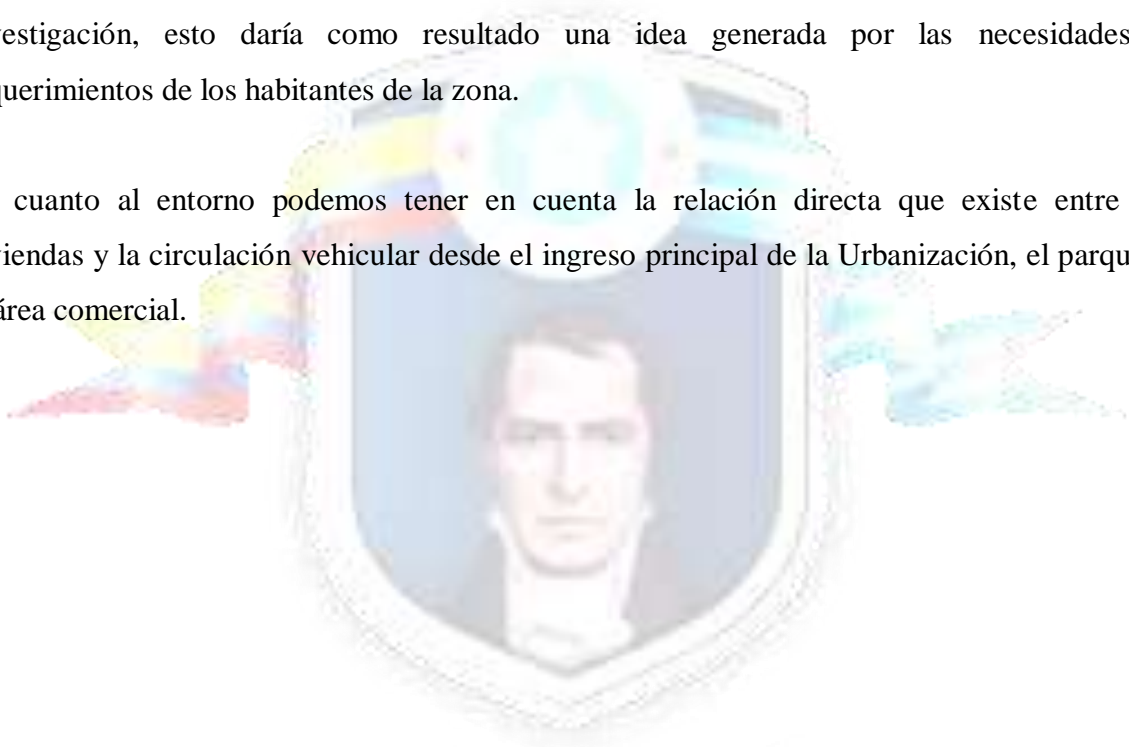 vestigación, esto daría como resultado una idea generada por las necesidades
querimientos de los habitantes de la zona.
cuanto al entorno podemos tener en cuenta la relación directa que existe entre
viendas y la circulación vehicular desde el ingreso principal de la Urbanización, el parqu
área comercial.